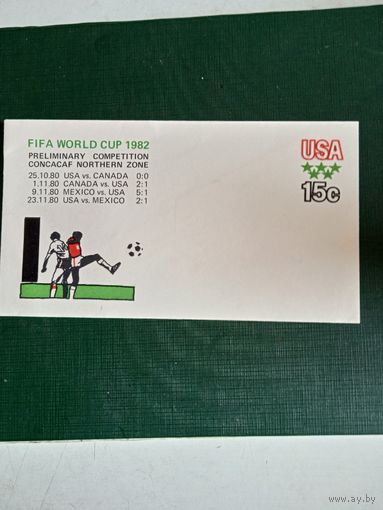 FIFA WORLD CUP 1982
PRELIMINARY COMPETITION
CONCACAF NORTHERN ZONE
25.10.80 USA vs. CANADA 0:0
1.11.80 CANADA vs. USA 2:1
9.11.80 MEXICO vs. USA 5:1
23.11.80 USA vs. MEXICO 2:1
USA
15c
https://www.ay.by/